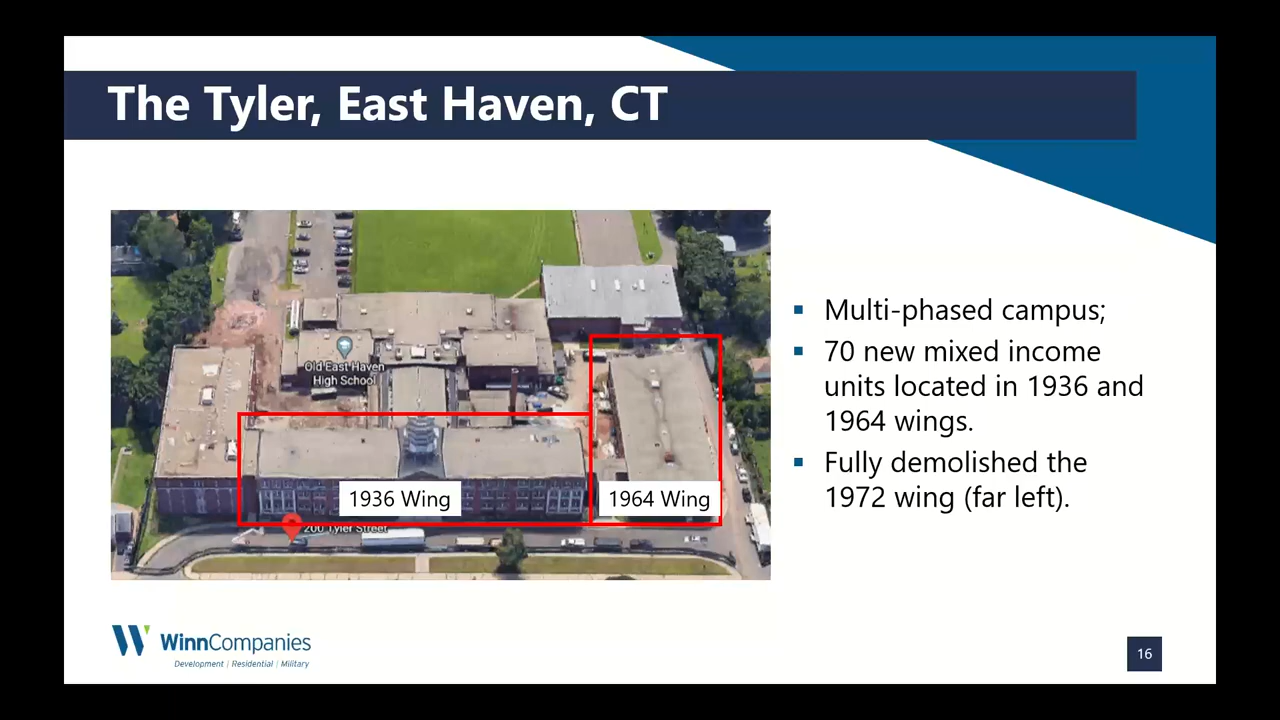 The Tyler, East Haven, CT
Old East Haven
High School
1936 Wing
1964 Wing
200 Tyler Street
▪ Multi-phased campus;
▪ 70 new mixed income
units located in 1936 and
1964 wings.
▪ Fully demolished the
1972 wing (far left).
WinnCompanies
Development | Residential | Military
16